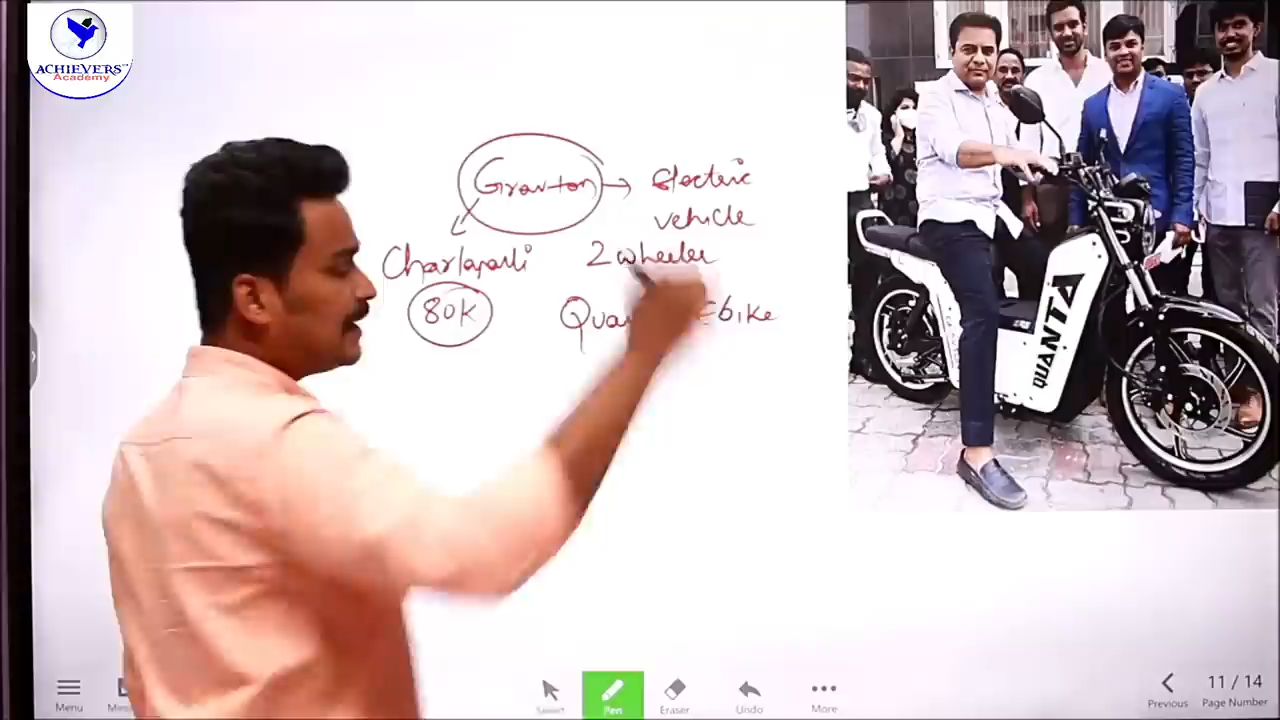 ACHIEVERS
Academy
Gravton → Electric
vehicle
Charlapalli 2 wheeler
80K Ebike
QUANTA
Menu
Select
Pen
Eraser
Undo
More
Previous
11 / 14
Page Number